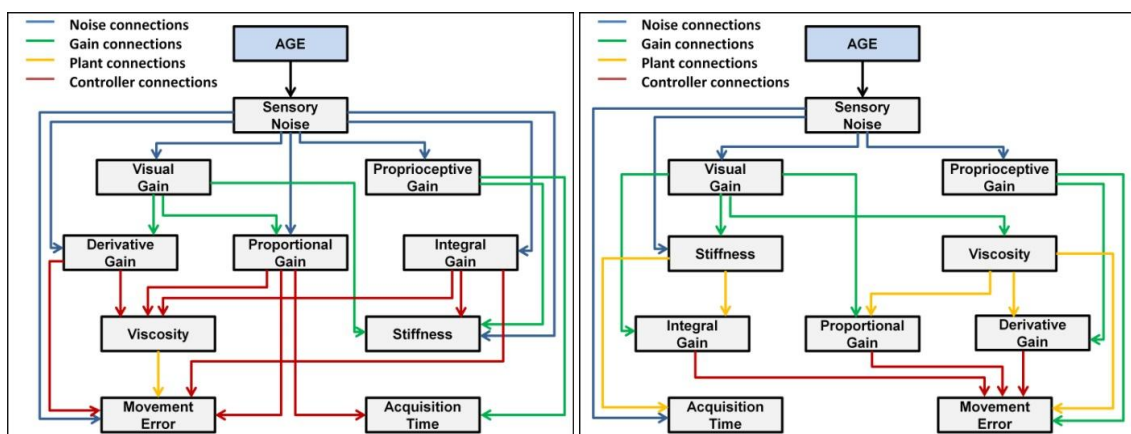 Noise connections
Gain connections
Plant connections
Controller connections
AGE
Sensory
Noise
Visual
Gain
Proprioceptive
Gain
Derivative
Gain
Proportional
Gain
Integral
Gain
Viscosity
Stiffness
Movement
Error
Acquisition
Time
Noise connections
Gain connections
Plant connections
Controller connections
AGE
Sensory
Noise
Visual
Gain
Proprioceptive
Gain
Stiffness
Viscosity
Integral
Gain
Proportional
Gain
Derivative
Gain
Acquisition
Time
Movement
Error